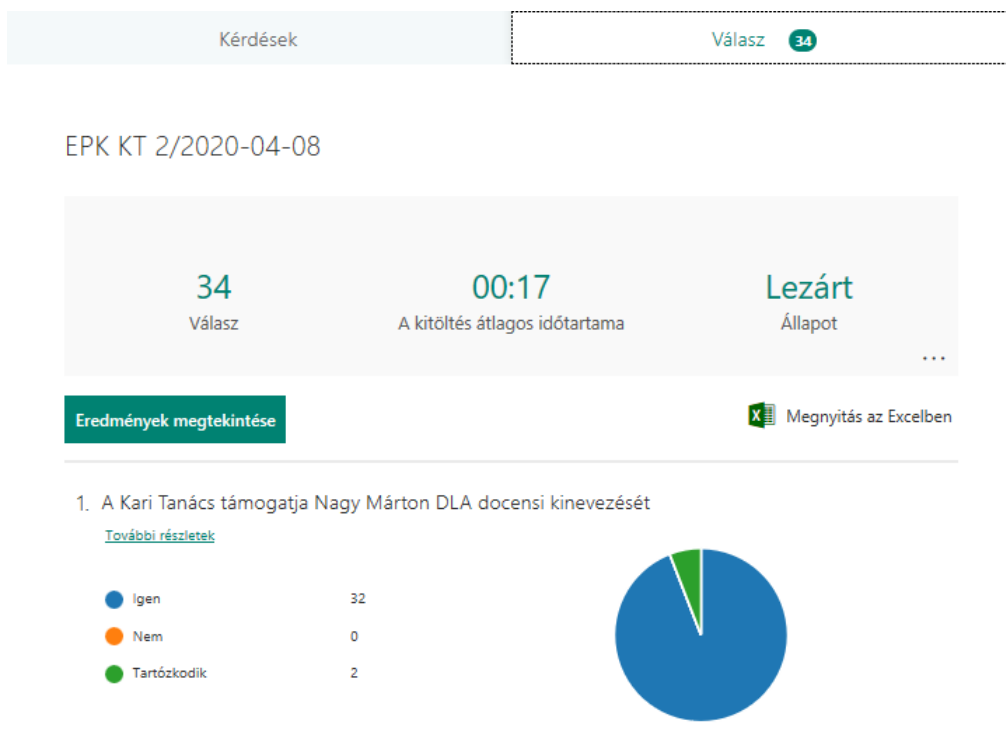 Kérdések
Válasz 34
EPK KT 2/2020-04-08
34 00:17 Lezárt
Válasz A kitöltés átlagos időtartama Állapot
...
Eredmények megtekintése
Megnyitás az Excelben
1. A Kari Tanács támogatja Nagy Márton DLA docensi kinevezését
További részletek
Igen 32
Nem 0
Tartózkodik 2